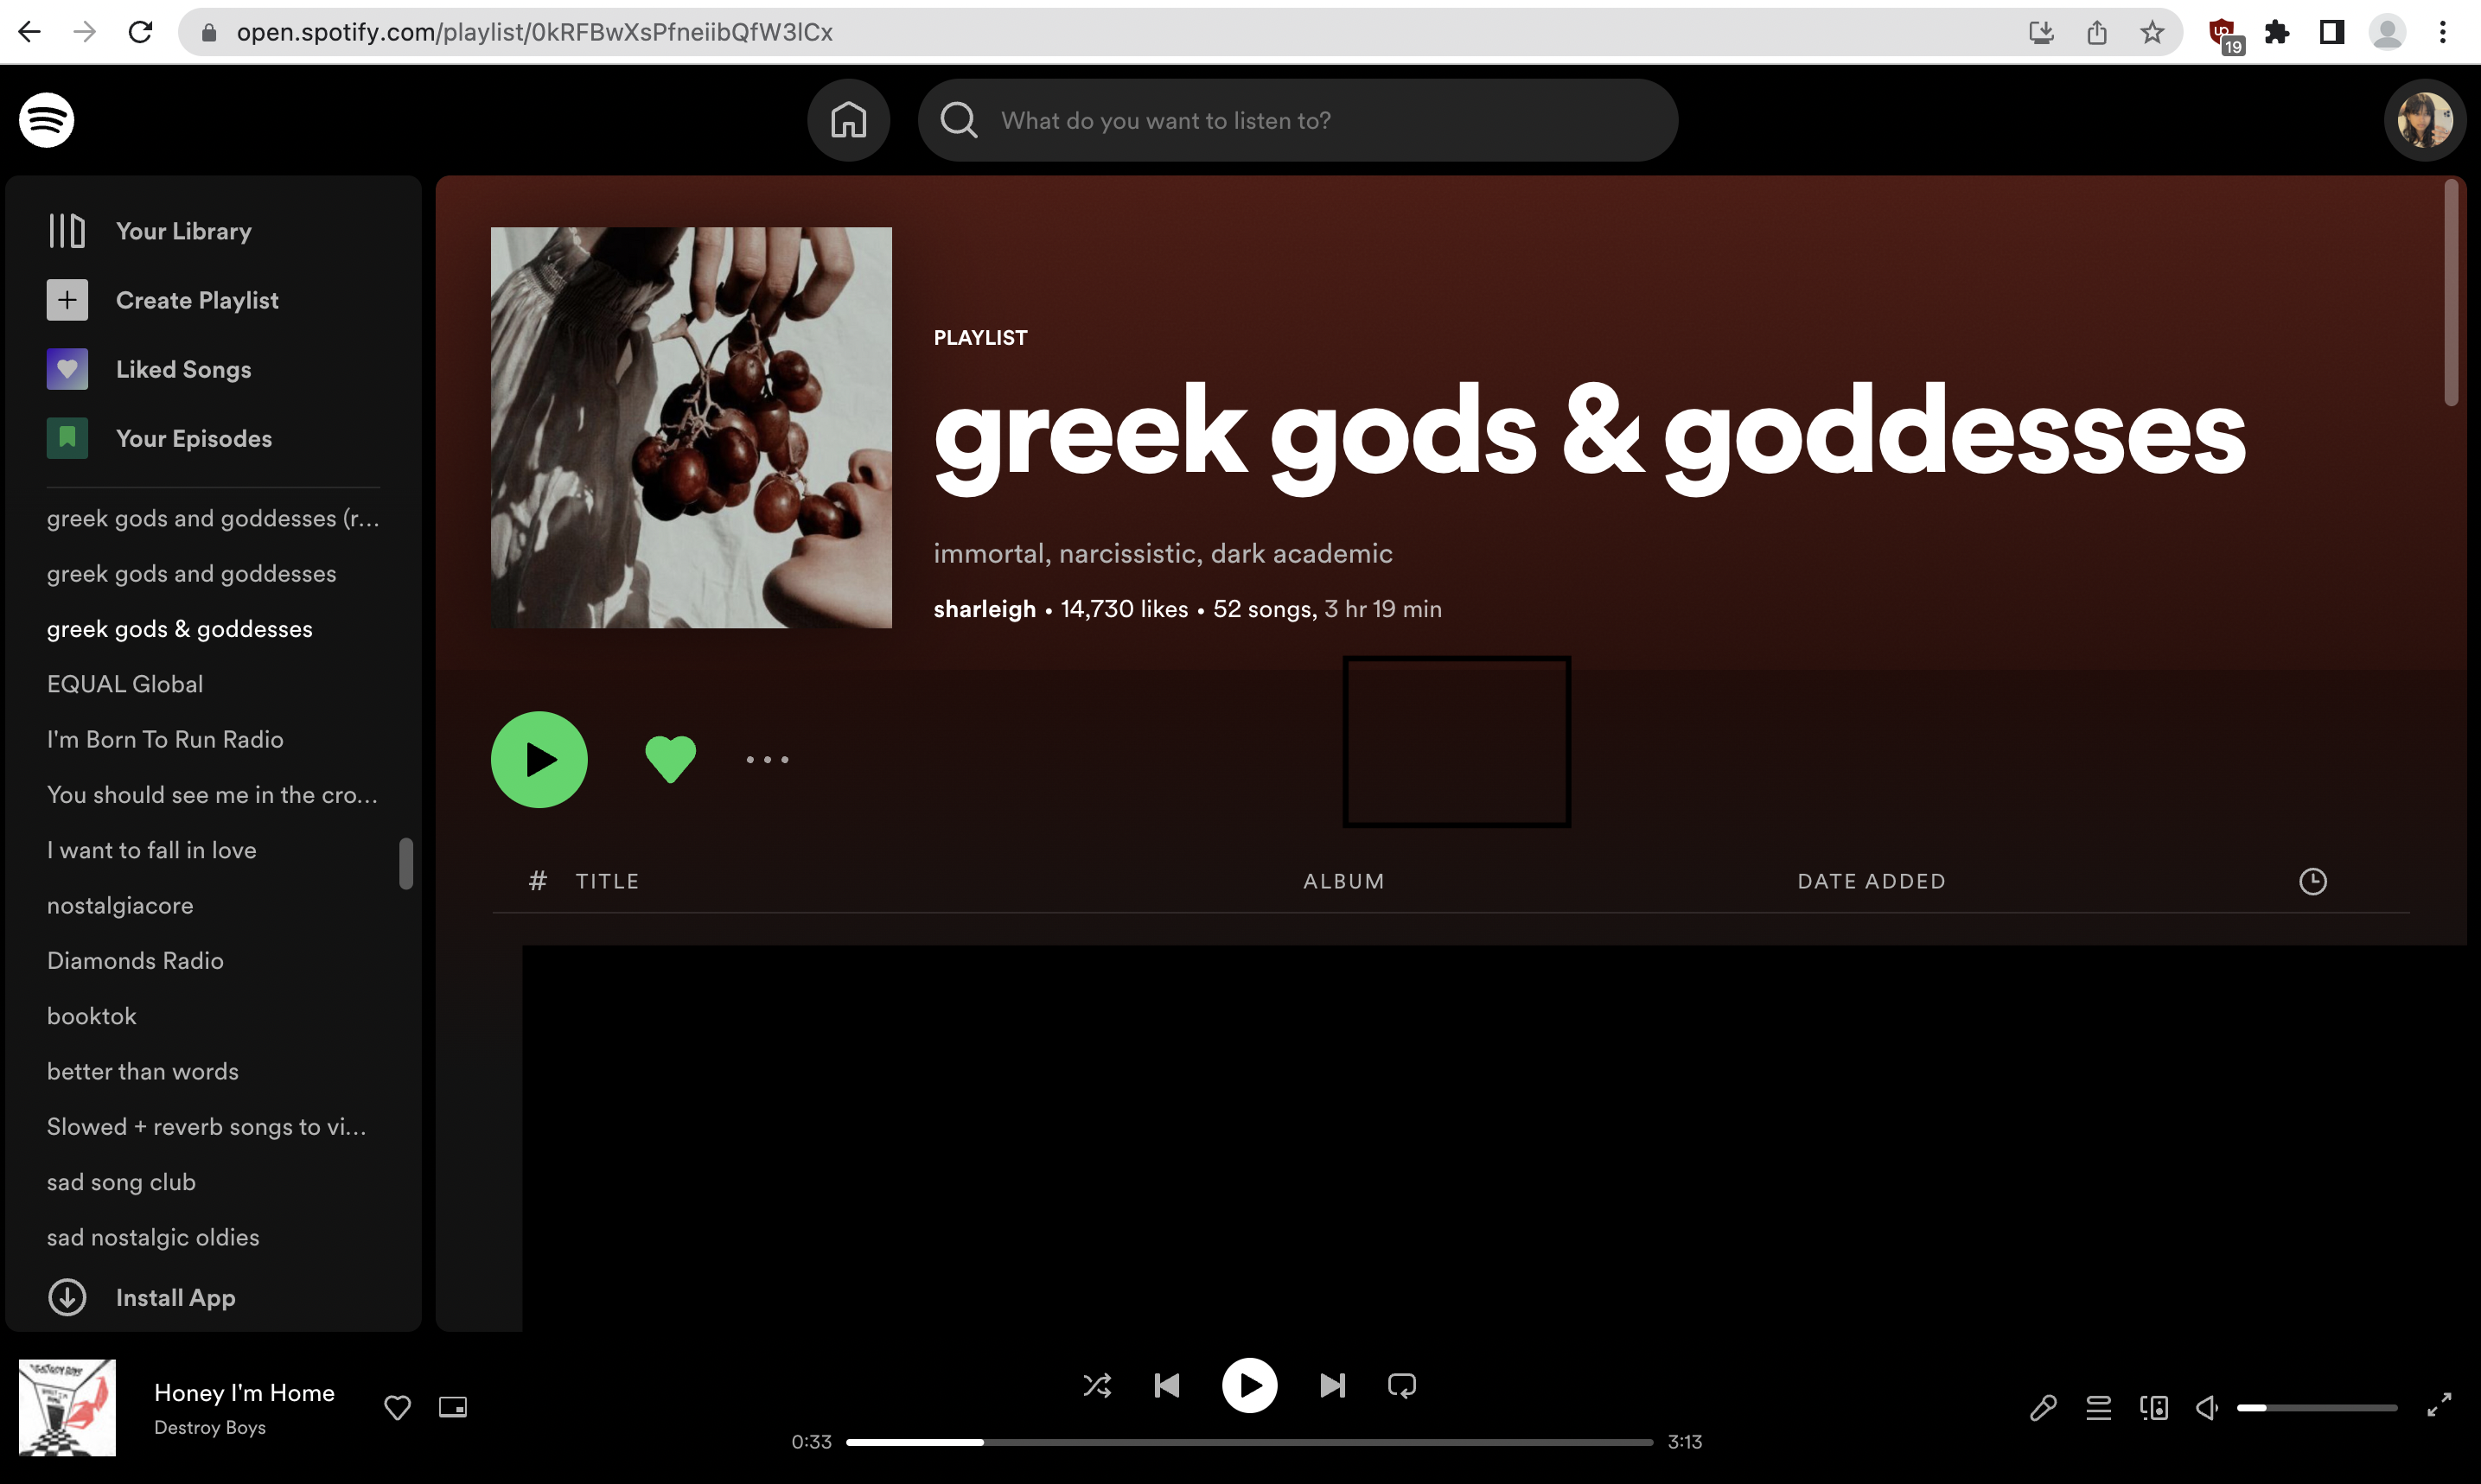 open.spotify.com/playlist/0kRFBwXsPfneiibQfW3lCx
19
What do you want to listen to?
Your Library
Create Playlist
Liked Songs
Your Episodes
greek gods and goddesses (r...
greek gods and goddesses
greek gods & goddesses
EQUAL Global
I'm Born To Run Radio
You should see me in the cro...
I want to fall in love
nostalgiacore
Diamonds Radio
booktok
better than words
Slowed + reverb songs to vi...
sad song club
sad nostalgic oldies
Install App
PLAYLIST
greek gods & goddesses
immortal, narcissistic, dark academic
sharleigh • 14,730 likes • 52 songs, 3 hr 19 min
# TITLE ALBUM DATE ADDED
Honey I'm Home
Destroy Boys
0:33 3:13